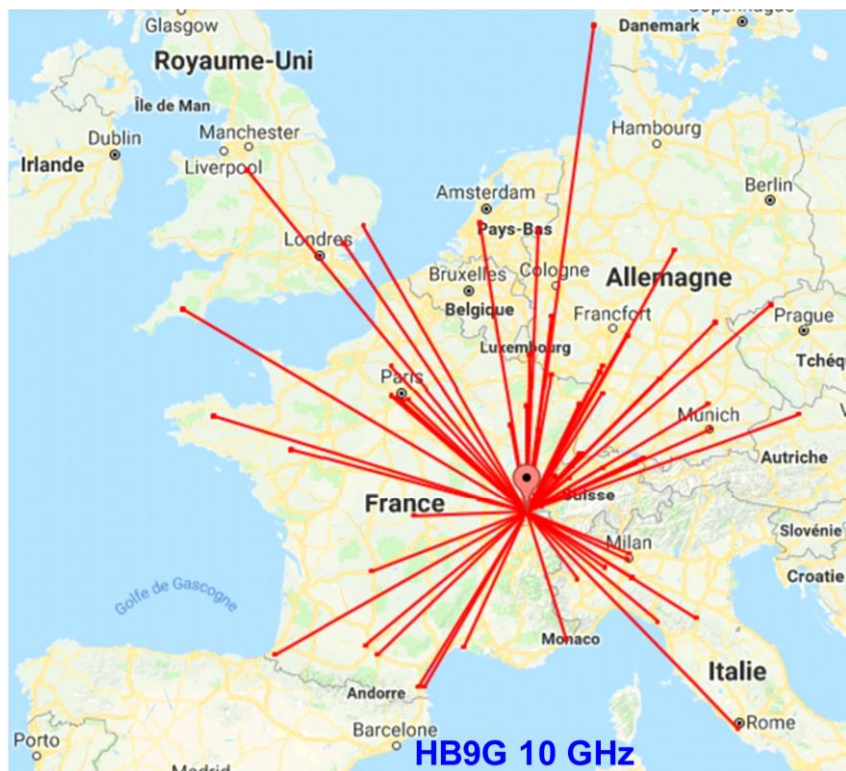 Glasgow
Danemark
Royaume-Uni
Île de Man
Hambourg
Dublin
Manchester
Irlande
Liverpool
Berlin
Amsterdam
Pays-Bas
Londres
Bruxelles
Cologne
Allemagne
Belgique
Francfort
Prague
Luxembourg
Tchéqu
Paris
Munich
Autriche
France
Suisse
Slovénie
Milan
Croatie
Golfe de Gascogne
Monaco
Italie
Andorre
Rome
Barcelone
Porto
HB9G 10 GHz